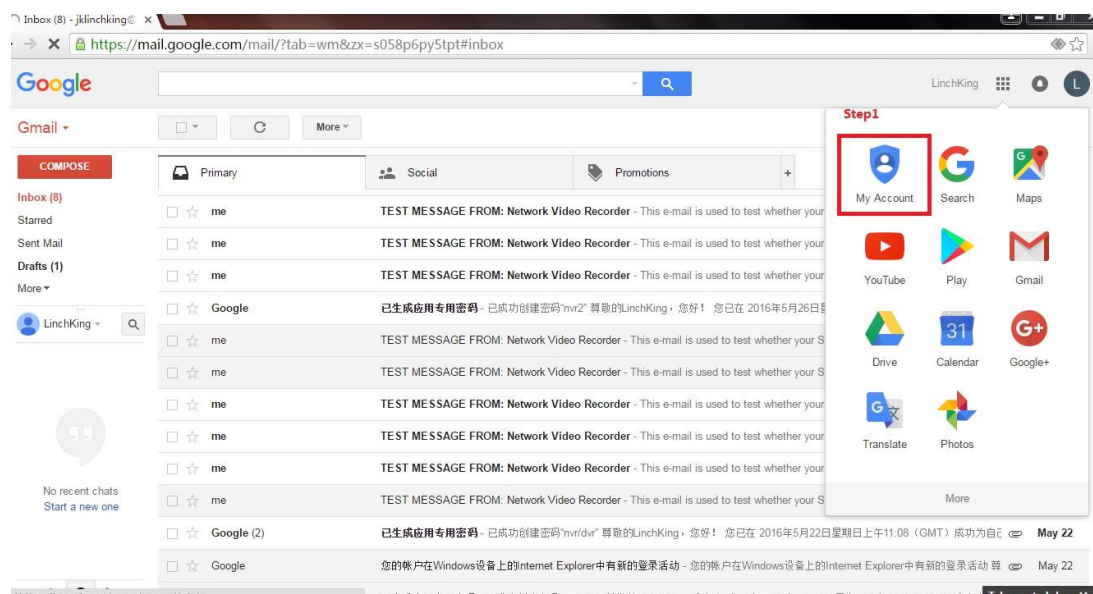 Inbox (8) - jklinchking@ ×
https://mail.google.com/mail/?tab=wm&zx=s058p6py5tpt#inbox
Google
LinchKing
L
Gmail
More
Step1
COMPOSE
Primary
Social
Promotions
+
My Account
Search
Maps
Inbox (8)
Starred
Sent Mail
Drafts (1)
More
LinchKing
No recent chats
Start a new one
me TEST MESSAGE FROM: Network Video Recorder - This e-mail is used to test whether your
me TEST MESSAGE FROM: Network Video Recorder - This e-mail is used to test whether your
me TEST MESSAGE FROM: Network Video Recorder - This e-mail is used to test whether your
Google 已生成应用专用密码 - 已成功创建密码“nvr2” 尊敬的LinchKing，您好！ 您已在 2016年5月26日
me TEST MESSAGE FROM: Network Video Recorder - This e-mail is used to test whether your S
me TEST MESSAGE FROM: Network Video Recorder - This e-mail is used to test whether your S
me TEST MESSAGE FROM: Network Video Recorder - This e-mail is used to test whether your
me TEST MESSAGE FROM: Network Video Recorder - This e-mail is used to test whether your
me TEST MESSAGE FROM: Network Video Recorder - This e-mail is used to test whether your
me TEST MESSAGE FROM: Network Video Recorder - This e-mail is used to test whether your S
Google (2) 已生成应用专用密码 - 已成功创建密码“nvr/dvr” 尊敬的LinchKing，您好！ 您已在 2016年5月22日星期日上午11:08（GMT）成功为自己 May 22
Google 您的帐户在Windows设备上的Internet Explorer中有新的登录活动 - 您的帐户在Windows设备上的Internet Explorer中有新的登录活动 尊 May 22
YouTube
Play
Gmail
31
Drive
Calendar
G+
Google+
Translate
Photos
More